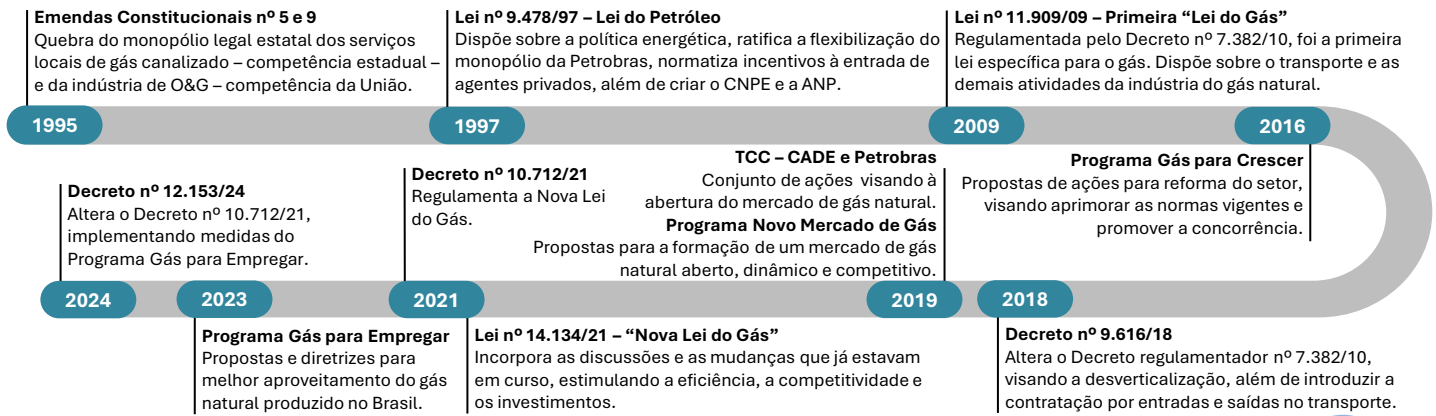 Emendas Constitucionais nº 5 e 9
Quebra do monopólio legal estatal dos serviços
locais de gás canalizado – competência estadual –
e da indústria de O&G – competência da União.
1995
Lei nº 9.478/97 – Lei do Petróleo
Dispõe sobre a política energética, ratifica a flexibilização do
monopólio da Petrobras, normatiza incentivos à entrada de
agentes privados, além de criar o CNPE e a ANP.
1997
Lei nº 11.909/09 – Primeira “Lei do Gás”
Regulamentada pelo Decreto nº 7.382/10, foi a primeira
lei específica para o gás. Dispõe sobre o transporte e as
demais atividades da indústria do gás natural.
2009
2016
Programa Gás para Crescer
Propostas de ações para reforma do setor,
visando aprimorar as normas vigentes e
promover a concorrência.
2018
Decreto nº 9.616/18
Altera o Decreto regulamentador nº 7.382/10,
visando a desverticalização, além de introduzir a
contratação por entradas e saídas no transporte.
TCC – CADE e Petrobras
Conjunto de ações visando à
abertura do mercado de gás natural.
Programa Novo Mercado de Gás
Propostas para a formação de um mercado de gás
natural aberto, dinâmico e competitivo.
2019
Decreto nº 10.712/21
Regulamenta a Nova Lei
do Gás.
2021
Lei nº 14.134/21 – “Nova Lei do Gás”
Incorpora as discussões e as mudanças que já estavam
em curso, estimulando a eficiência, a competitividade e
os investimentos.
2023
Programa Gás para Empregar
Propostas e diretrizes para
melhor aproveitamento do gás
natural produzido no Brasil.
Decreto nº 12.153/24
Altera o Decreto nº 10.712/21,
implementando medidas do
Programa Gás para Empregar.
2024